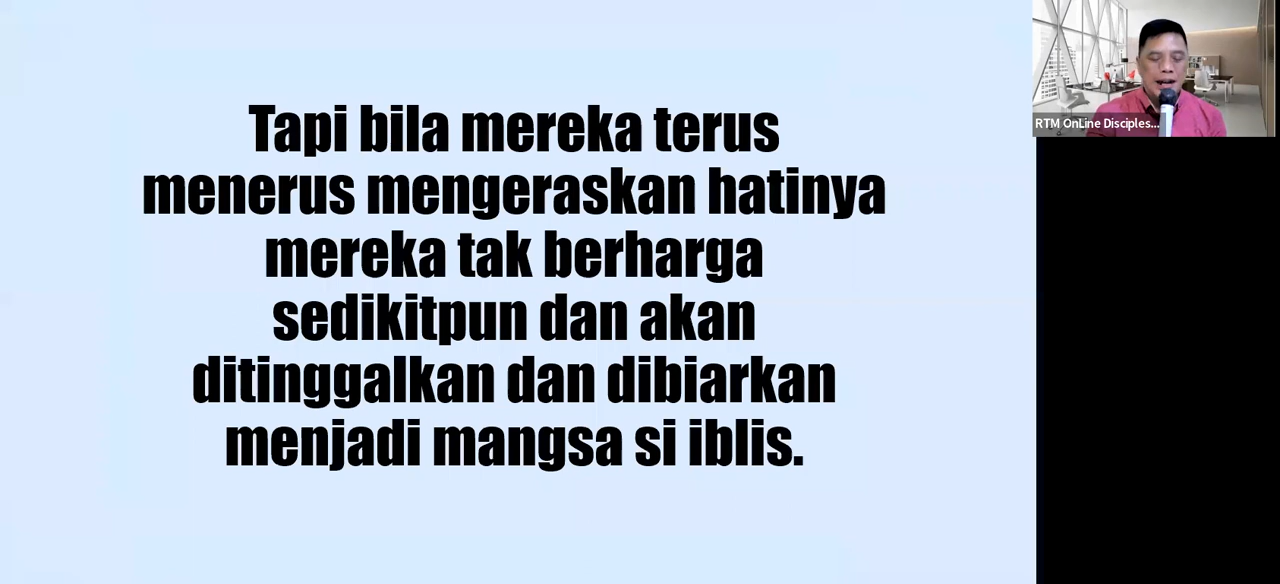 Tapi bila mereka terus
menerus mengeraskan hatinya
mereka tak berharga
sedikitpun dan akan
ditinggalkan dan dibiarkan
menjadi mangsa si iblis.
RTM OnLine Disciples...